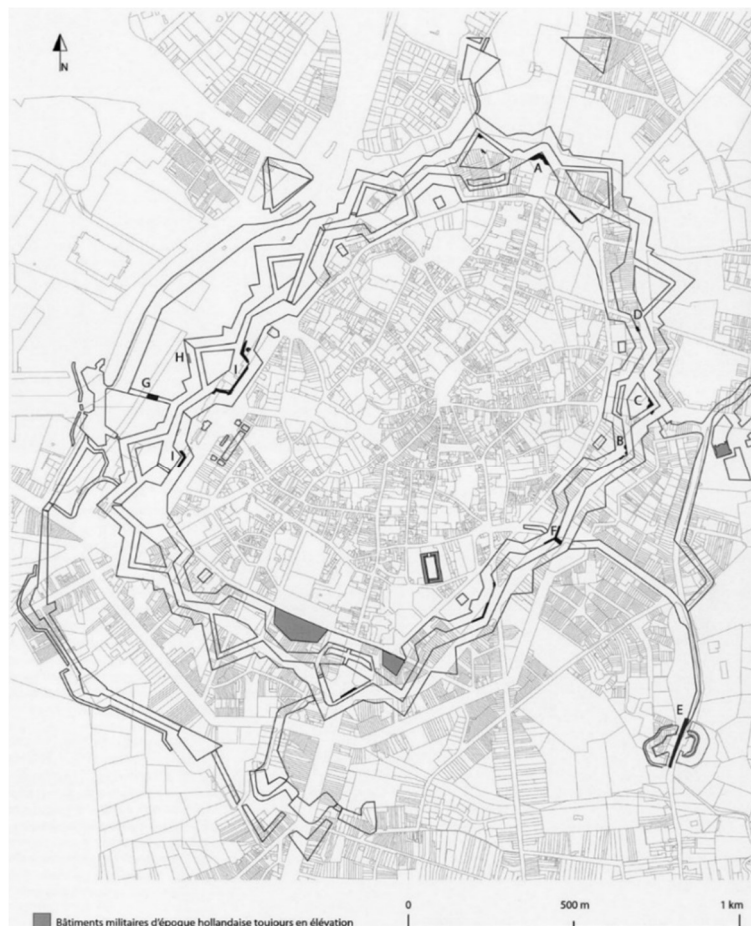 N
A
D
H
G
I
C
I
B
F
E
0
500 m
1 km
Bâtiments militaires d'époque hollandaise toujours en élévation